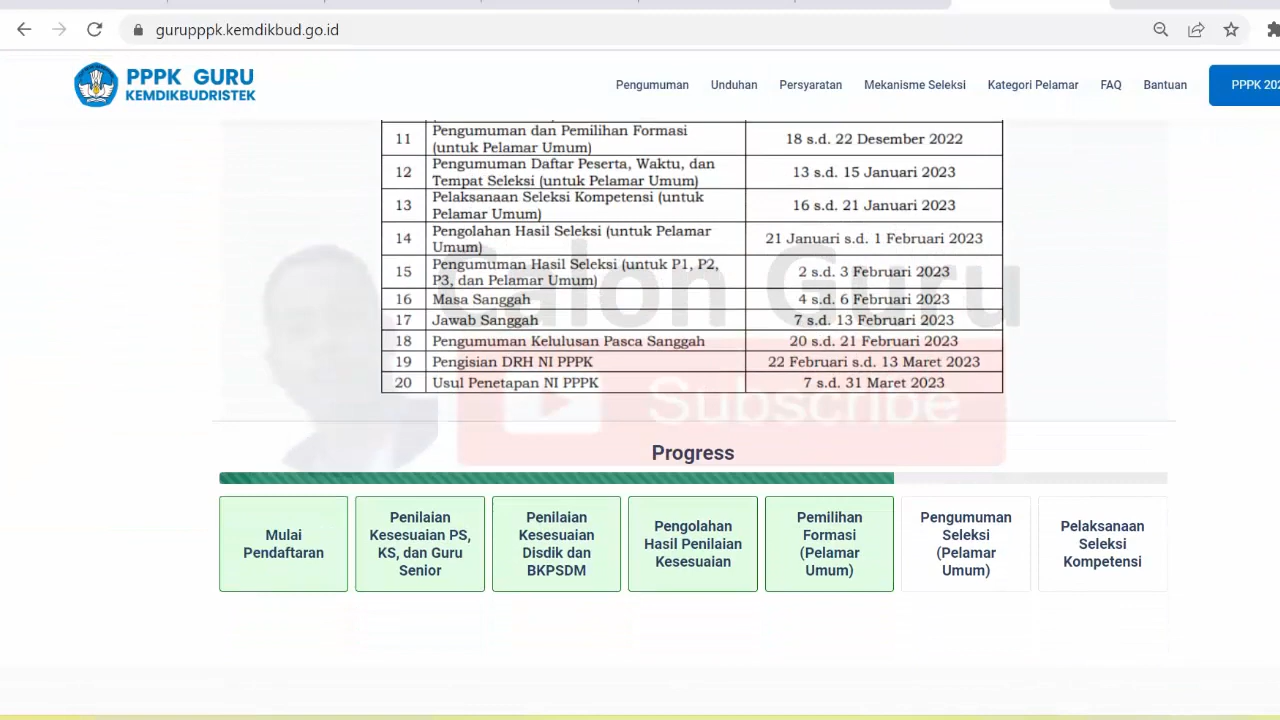 gurupppk.kemdikbud.go.id
PPPK GURU
KEMDIKBUDRISTEK
Pengumuman Unduhan Persyaratan Mekanisme Seleksi Kategori Pelamar FAQ Bantuan PPPK
11 Pengumuman dan Pemilihan Formasi 18 s.d. 22 Desember 2022
(untuk Pelamar Umum)
12 Pengumuman Daftar Peserta, Waktu, dan 13 s.d. 15 Januari 2023
Tempat Seleksi (untuk Pelamar Umum)
13 Pelaksanaan Seleksi Kompetensi (untuk 16 s.d. 21 Januari 2023
Pelamar Umum)
14 Pengolahan Hasil Seleksi (untuk Pelamar 21 Januari s.d. 1 Februari 2023
Umum)
15 Pengumuman Hasil Seleksi (untuk P1, P2, 2 s.d. 3 Februari 2023
P3, dan Pelamar Umum)
16 Masa Sanggah 4 s.d. 6 Februari 2023
17 Jawab Sanggah 7 s.d. 13 Februari 2023
18 Pengumuman Kelulusan Pasca Sanggah 20 s.d. 21 Februari 2023
19 Pengisian DRH NI PPPK 22 Februari s.d. 13 Maret 2023
20 Usul Penetapan NI PPPK 7 s.d. 31 Maret 2023
Calon Guru
Subscribe
Progress
Mulai
Pendaftaran
Penilaian
Kesesuaian PS,
KS, dan Guru
Senior
Penilaian
Kesesuaian
Disdik dan
BKPSDM
Pengolahan
Hasil Penilaian
Kesesuaian
Pemilihan
Formasi
(Pelamar
Umum)
Pengumuman
Seleksi
(Pelamar
Umum)
Pelaksanaan
Seleksi
Kompetensi